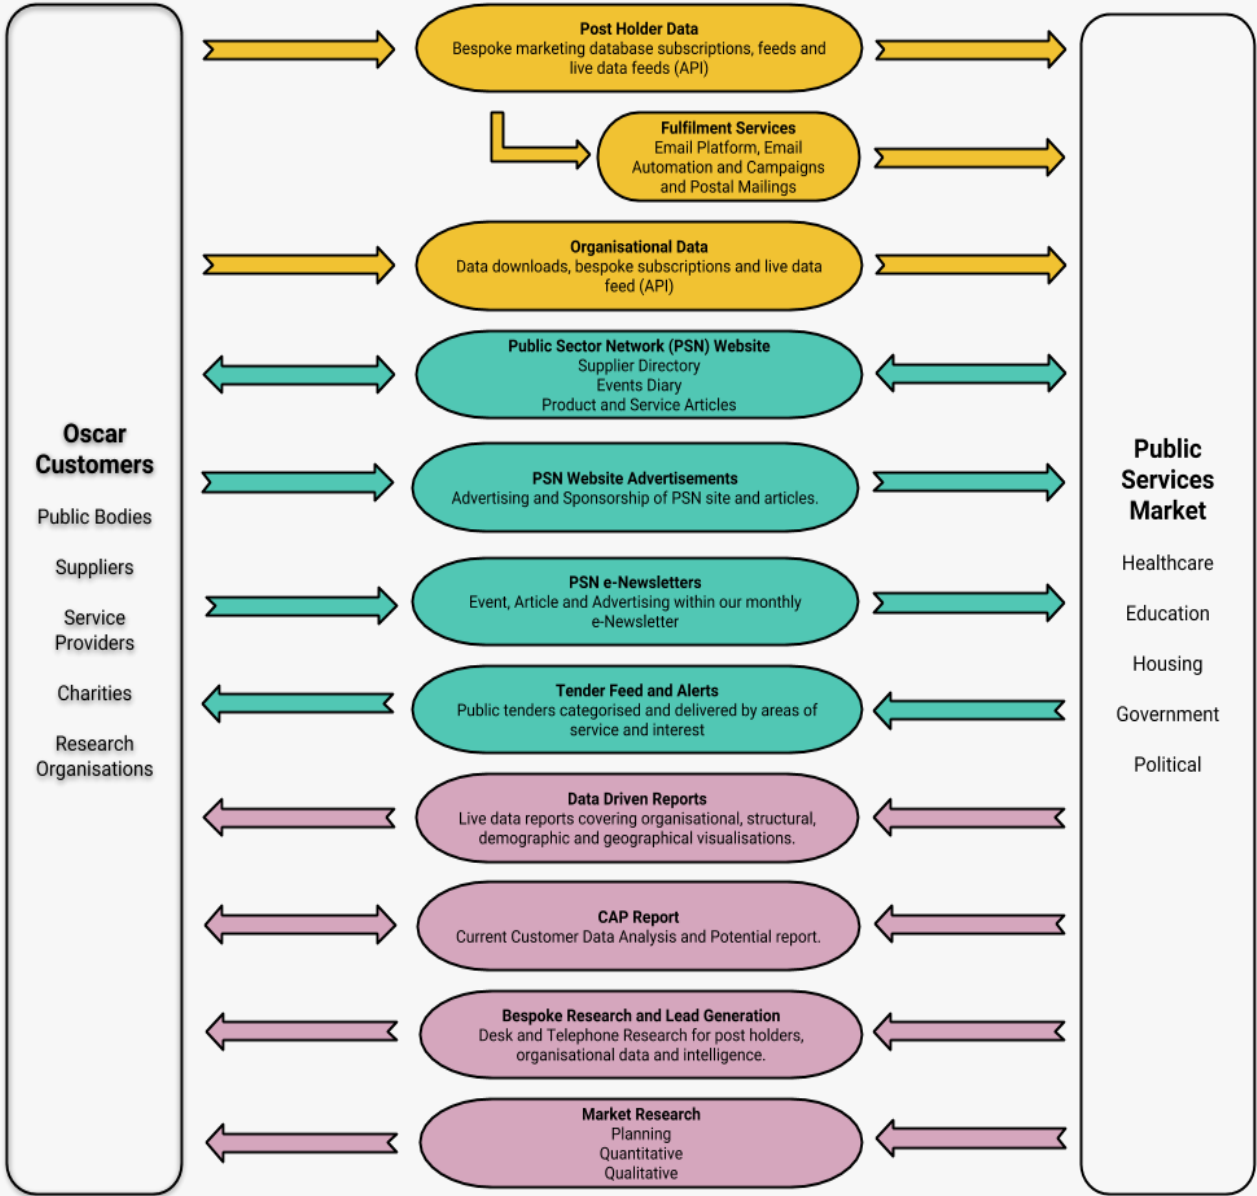 Oscar
Customers
Public Bodies
Suppliers
Service
Providers
Charities
Research
Organisations
Post Holder Data
Bespoke marketing database subscriptions, feeds and
live data feeds (API)
Fulfilment Services
Email Platform, Email
Automation and Campaigns
and Postal Mailings
Organisational Data
Data downloads, bespoke subscriptions and live data
feed (API)
Public Sector Network (PSN) Website
Supplier Directory
Events Diary
Product and Service Articles
PSN Website Advertisements
Advertising and Sponsorship of PSN site and articles.
PSN e-Newsletters
Event, Article and Advertising within our monthly
e-Newsletter
Tender Feed and Alerts
Public tenders categorised and delivered by areas of
service and interest
Data Driven Reports
Live data reports covering organisational, structural,
demographic and geographical visualisations.
CAP Report
Current Customer Data Analysis and Potential report.
Bespoke Research and Lead Generation
Desk and Telephone Research for post holders,
organisational data and intelligence.
Market Research
Planning
Quantitative
Qualitative
Public
Services
Market
Healthcare
Education
Housing
Government
Political